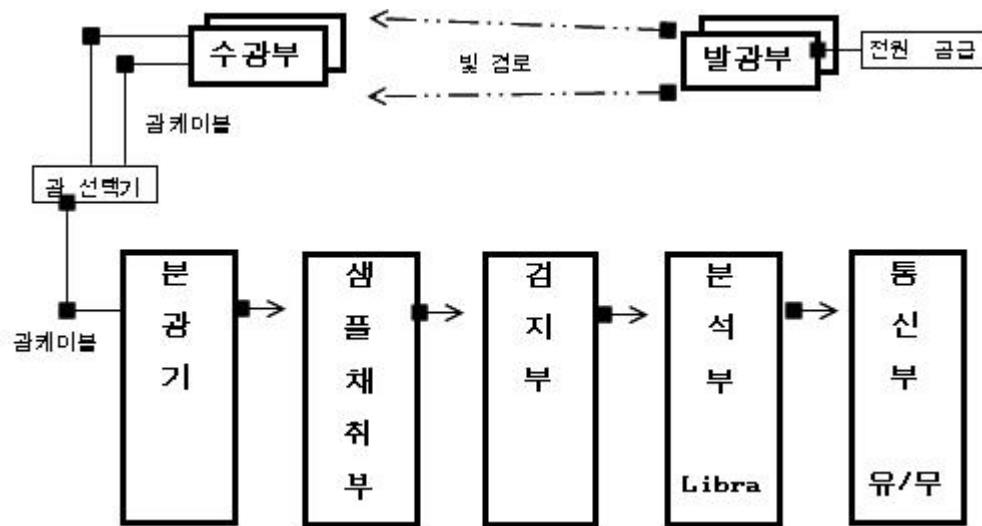 수광부
발광부
전원 공급
빛 경로
광케이블
광 선택기
광케이블
분광기
샘플채취부
검지부
분석부
Libra
통신부
유/무